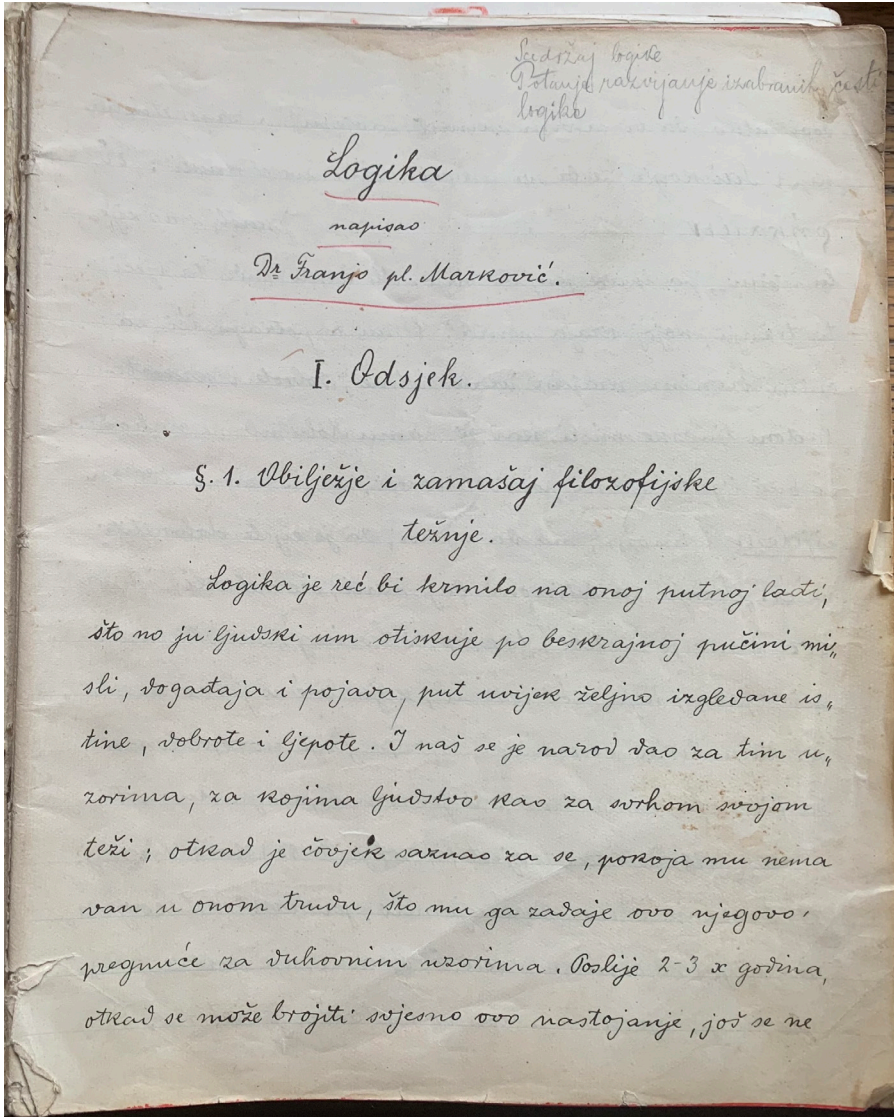 Sadržaj logike
Potanje razvijanje izabranih česti
logike
Logika
napisao
Dr Franjo pl. Marković.
I. Odsjek.
§. 1. Obilježje i zamašaj filozofijske
težnje.
Logika je reć bi krmilo na onoj putnoj lađi,
što no ju ljudski um otiskuje po beskrajnoj pučini mi„
sli, događaja i pojava, put uvijek željno izgledane is„
tine, dobrote i ljepote. I naš se je narod dao za tim u„
zorima, za kojima ljudstvo kao za svrhom svojom
teži; otkad je čovjek saznao za se, pokoja mu nema
van u onom trudu, što mu ga zadaje ovo njegovo
pregnuće za duhovnim uzorima. Poslije 2-3 x godina,
otkad se može brojiti svjesno ovo nastojanje, još se ne